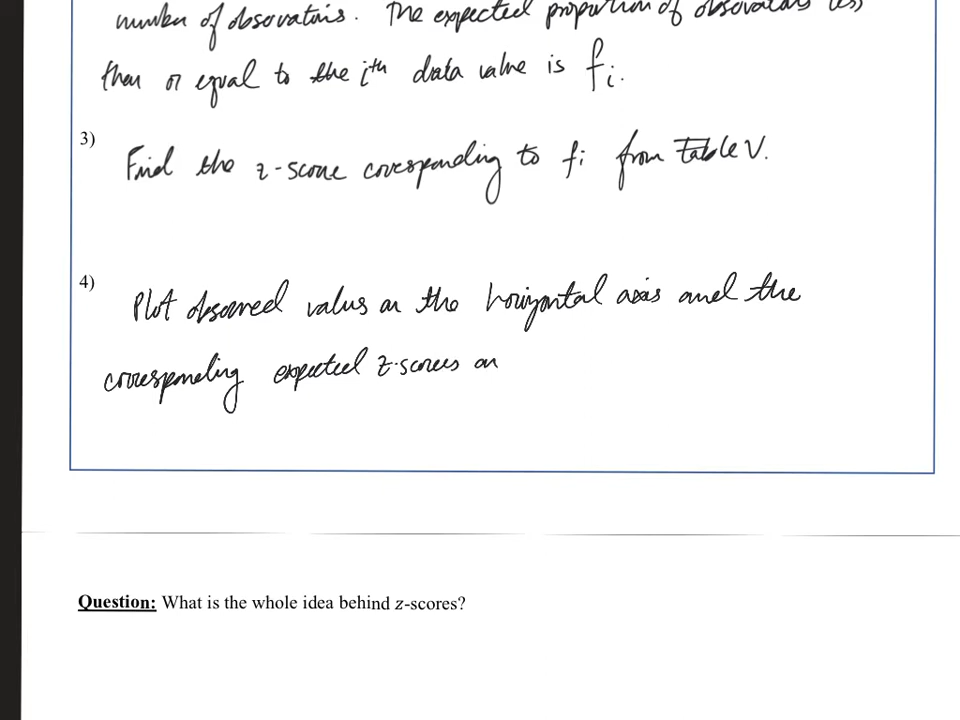 number of observations. The expected proportion of observations less
than or equal to the ith data value is fi.
3) Find the z-score corresponding to fi from Table V.
4) Plot observed values on the horizontal axis and the
corresponding expected z-scores on
Question: What is the whole idea behind z-scores?